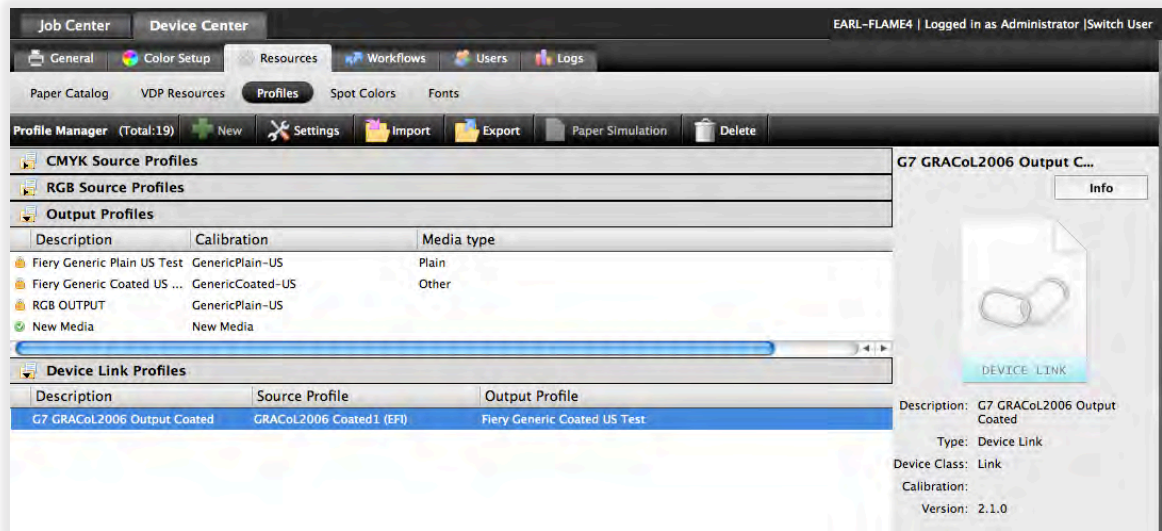 Job Center Device Center EARL-FLAME4 | Logged in as Administrator |Switch User
General Color Setup Resources Workflows Users Logs
Paper Catalog VDP Resources Profiles Spot Colors Fonts
Profile Manager (Total:19) New Settings Import Export Paper Simulation Delete
CMYK Source Profiles
RGB Source Profiles
Output Profiles
Description Calibration Media type
Fiery Generic Plain US Test GenericPlain-US Plain
Fiery Generic Coated US ... GenericCoated-US Other
RGB OUTPUT GenericPlain-US
New Media New Media
Device Link Profiles
Description Source Profile Output Profile
G7 GRACoL2006 Output Coated GRACoL2006 Coated1 (EFI) Fiery Generic Coated US Test
G7 GRACoL2006 Output C...
Info
DEVICE LINK
Description: G7 GRACoL2006 Output
Coated
Type: Device Link
Device Class: Link
Calibration:
Version: 2.1.0